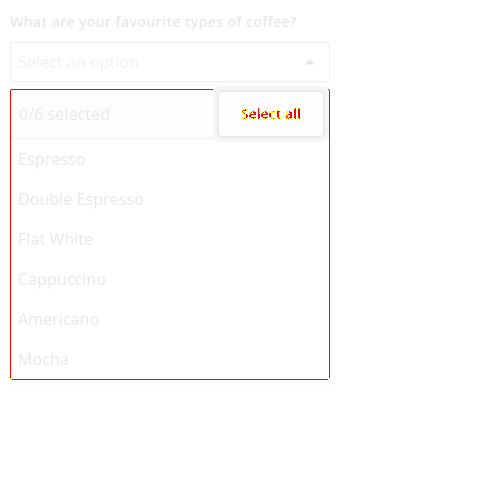 What are your favourite types of coffee?
Select an option
0/6 selected
Select all
Espresso
Double Espresso
Flat White
Cappuccino
Americano
Mocha